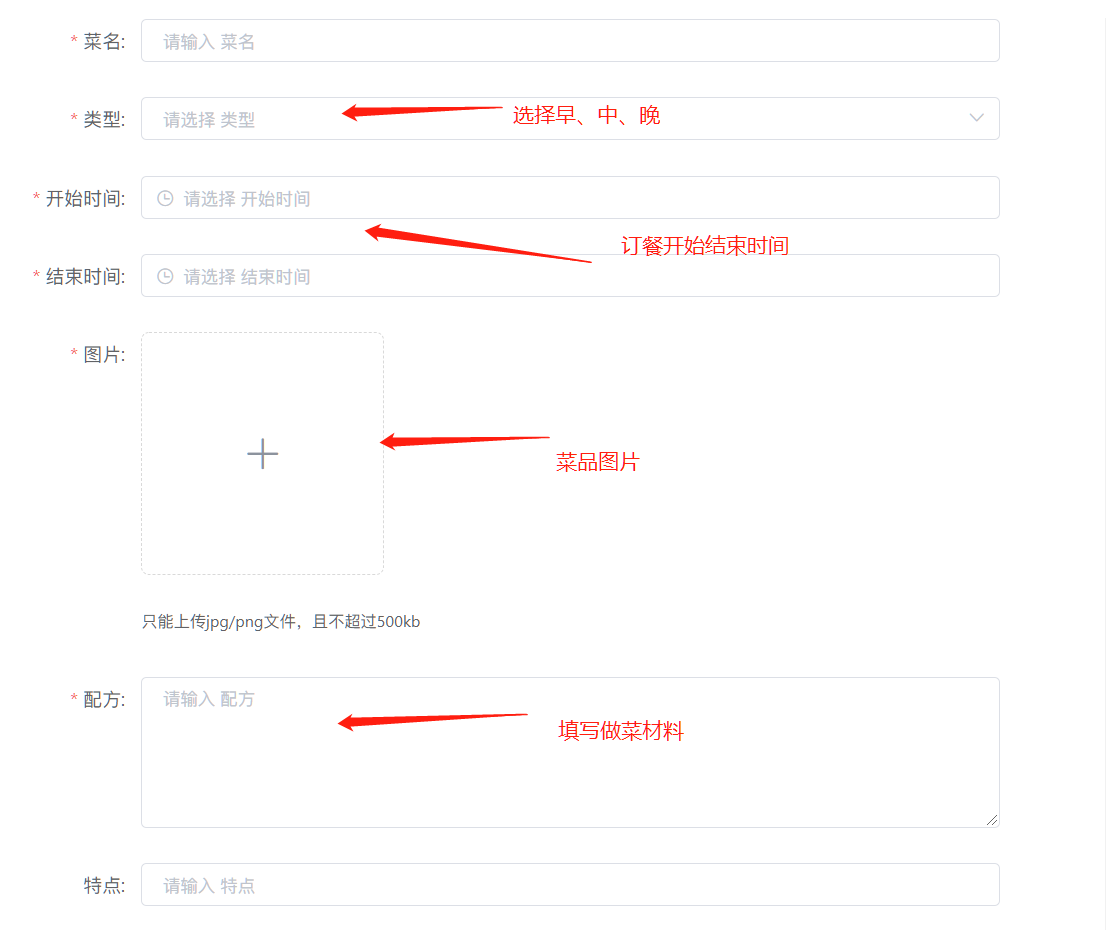 * 菜名: 请输入 菜名
* 类型: 请选择 类型 选择早、中、晚
* 开始时间: 请选择 开始时间
订餐开始结束时间
* 结束时间: 请选择 结束时间
* 图片:
菜品图片
只能上传jpg/png文件，且不超过500kb
* 配方: 请输入 配方
填写做菜材料
特点: 请输入 特点